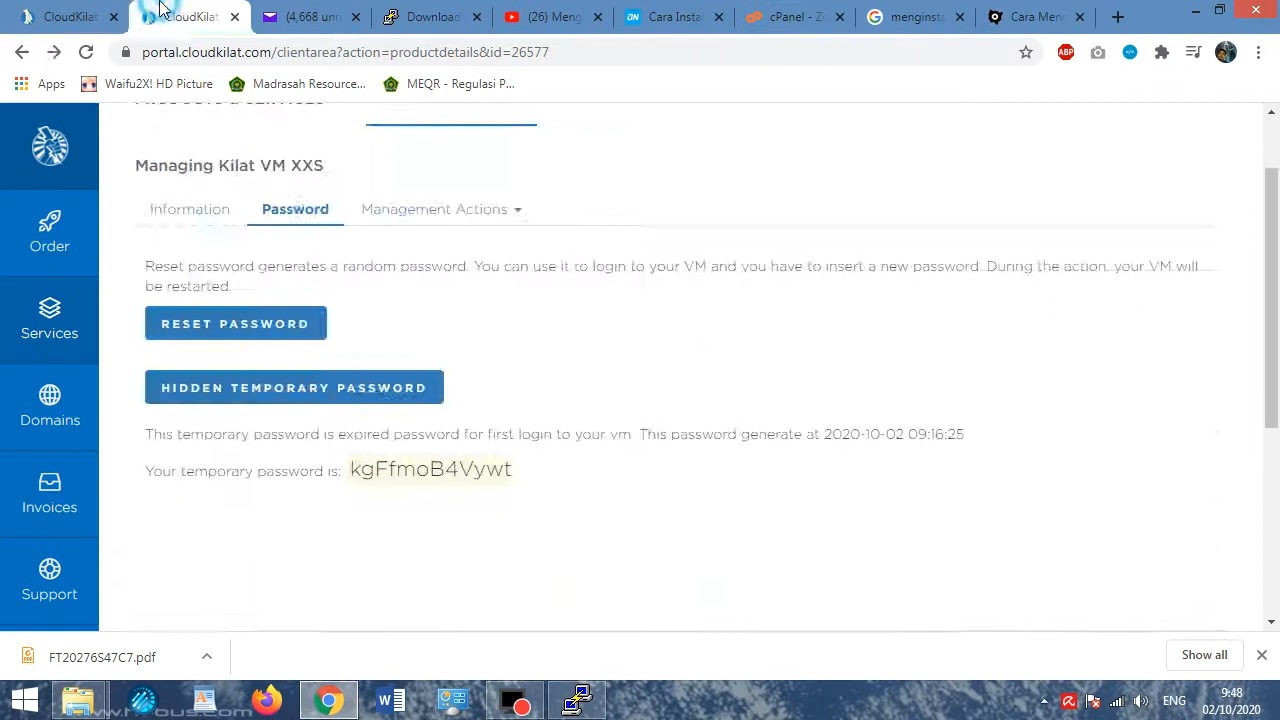 CloudKilat
CloudKilat
(4,668 unr
Download
(26) Meng
Cara Instal
cPanel - Z
menginsta
Cara Meng
portal.cloudkilat.com/clientarea?action=productdetails&id=26577
Apps
Waifu2X! HD Picture
Madrasah Resource...
MEQR - Regulasi P...
Managing Kilat VM XXS
Information
Password
Management Actions
Reset password generates a random password. You can use it to login to your VM and you have to insert a new password. During the action, your VM will
be restarted.
RESET PASSWORD
HIDDEN TEMPORARY PASSWORD
This temporary password is expired password for first login to your vm. This password generate at 2020-10-02 09:16:25
Your temporary password is: kgFfmoB4Vywt
Order
Services
Domains
Invoices
Support
FT20276S47C7.pdf
Show all
ENG
9:48
02/10/2020